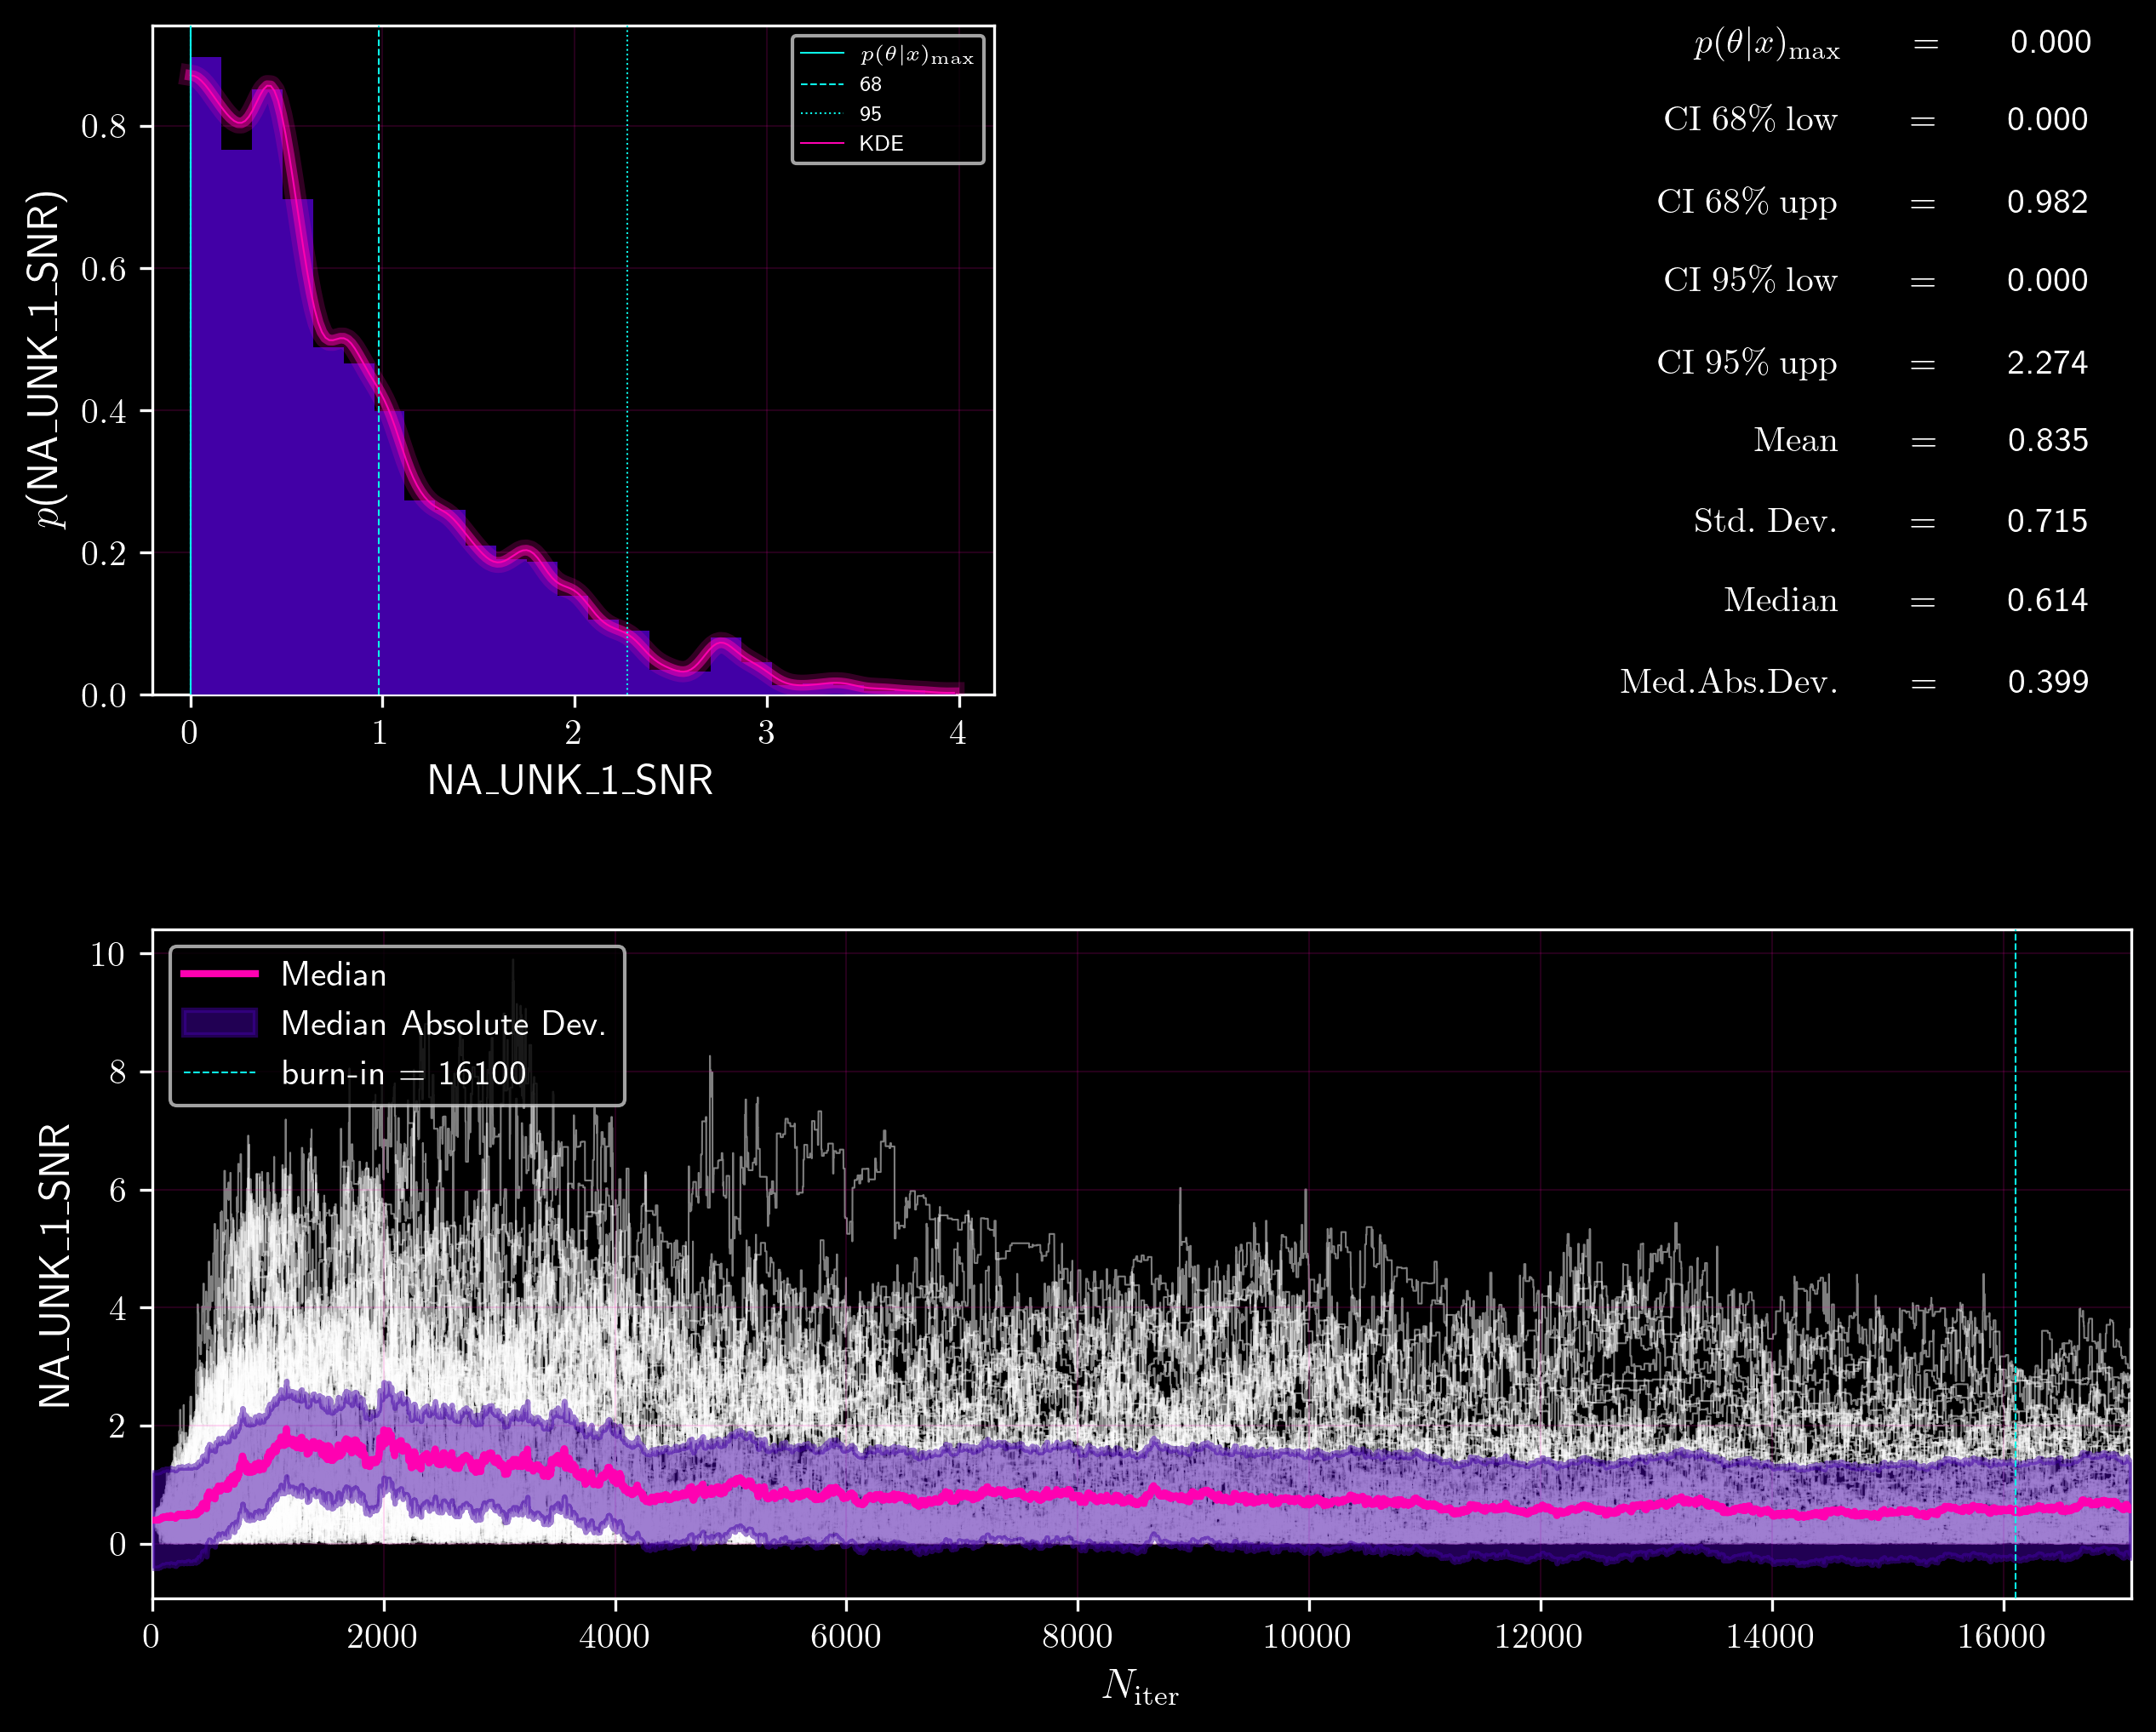 p(NA_UNK_1_SNR)
0.8
0.6
0.4
0.2
0.0
0 1 2 3 4
NA_UNK_1_SNR
p(θ|x)max
68
95
KDE
p(θ|x)max = 0.000
CI 68% low = 0.000
CI 68% upp = 0.982
CI 95% low = 0.000
CI 95% upp = 2.274
Mean = 0.835
Std. Dev. = 0.715
Median = 0.614
Med.Abs.Dev. = 0.399
NA_UNK_1_SNR
10
8
6
4
2
0
Median
Median Absolute Dev.
burn-in = 16100
0 2000 4000 6000 8000 10000 12000 14000 16000
Niter